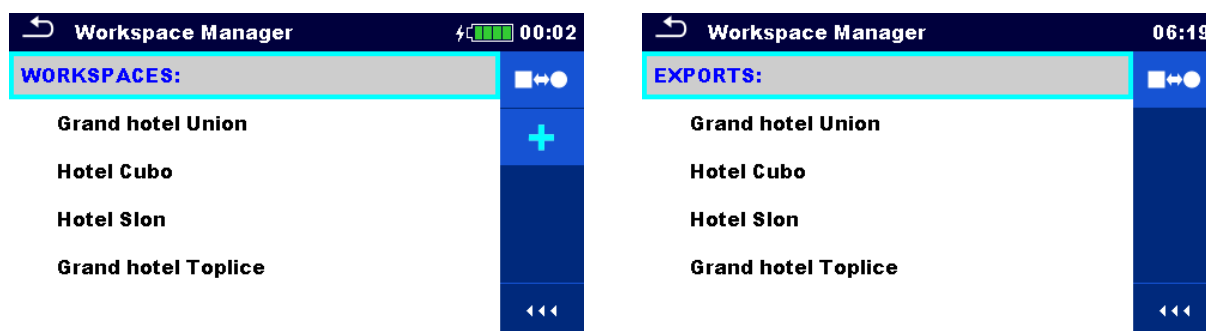 Workspace Manager 00:02
WORKSPACES:
Grand hotel Union
Hotel Cubo
Hotel Slon
Grand hotel Toplice
Workspace Manager 06:19
EXPORTS:
Grand hotel Union
Hotel Cubo
Hotel Slon
Grand hotel Toplice